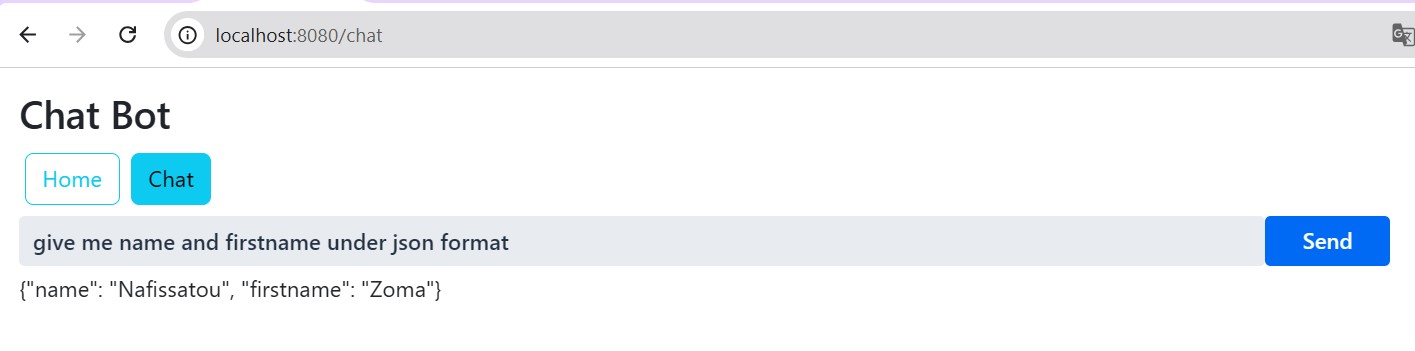 localhost:8080/chat
Chat Bot
Home Chat
give me name and firstname under json format Send
{"name": "Nafissatou", "firstname": "Zoma"}